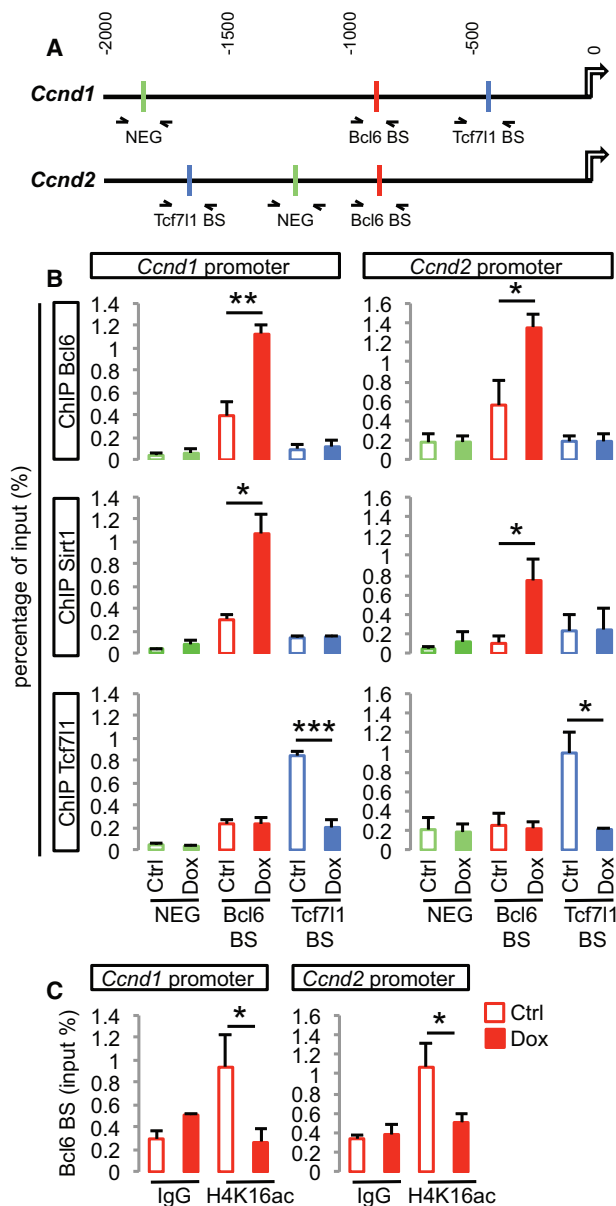 A
-2000
-1500
-1000
-500
0
Ccnd1
NEG
Bcl6 BS
Tcf7l1 BS
Ccnd2
Tcf7l1 BS
NEG
Bcl6 BS
B
Ccnd1 promoter
Ccnd2 promoter
percentage of input (%)
ChIP Bcl6
1.4
1.2
1
0.8
0.6
0.4
0.2
0
**
1.6
1.4
1.2
1
0.8
0.6
0.4
0.2
0
*
ChIP Sirt1
1.4
1.2
1
0.8
0.6
0.4
0.2
0
*
1.6
1.4
1.2
1
0.8
0.6
0.4
0.2
0
*
ChIP Tcf7l1
1.4
1.2
1
0.8
0.6
0.4
0.2
0
***
1.6
1.4
1.2
1
0.8
0.6
0.4
0.2
0
*
Ctrl Dox Ctrl Dox Ctrl Dox
NEG Bcl6 BS Tcf7l1 BS
Ctrl Dox Ctrl Dox Ctrl Dox
NEG Bcl6 BS Tcf7l1 BS
C
Ccnd1 promoter
Ccnd2 promoter
Bcl6 BS (input %)
1.4
1.2
1
0.8
0.6
0.4
0.2
0
*
IgG H4K16ac
1.6
1.4
1.2
1
0.8
0.6
0.4
0.2
0
*
IgG H4K16ac
Ctrl
Dox